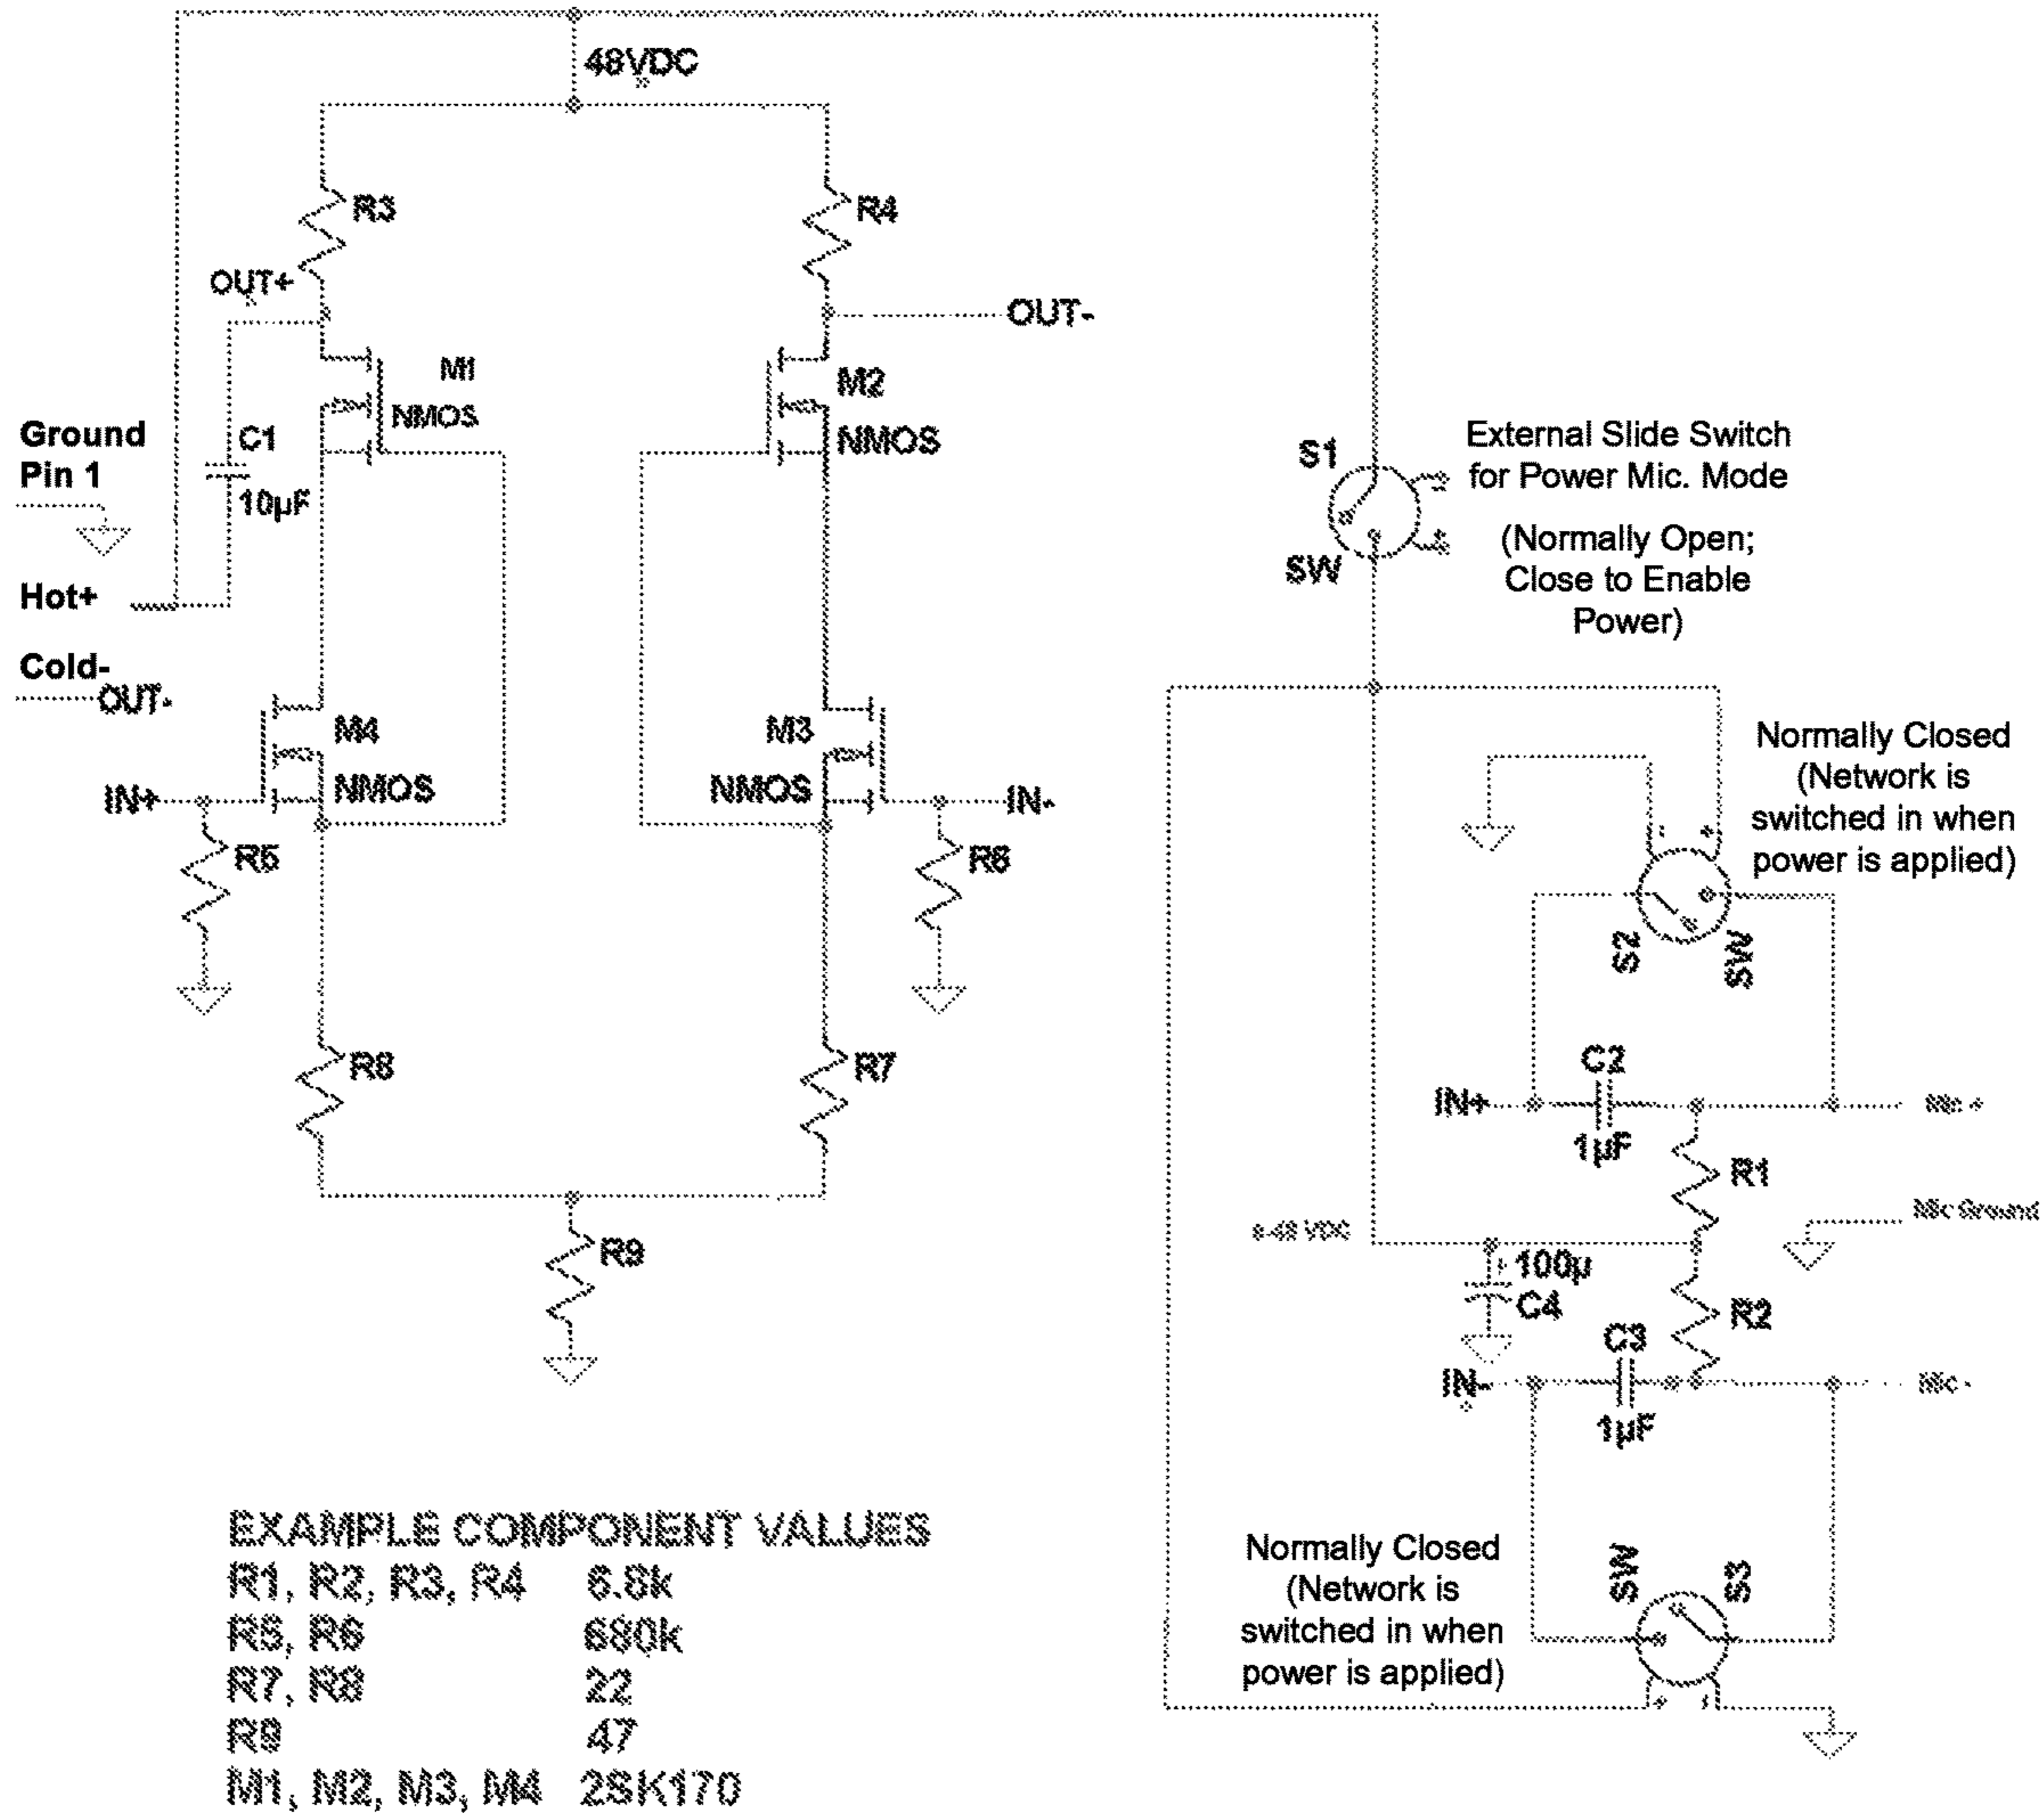 48VDC
R3
R4
OUT+
OUT-
M1
NMOS
M2
NMOS
Ground
Pin 1
C1
10µF
Hot+
Cold-
OUT-
S1
SW
External Slide Switch
for Power Mic. Mode
(Normally Open;
Close to Enable
Power)
M4
NMOS
M3
NMOS
IN+
IN-
R5
R6
Normally Closed
(Network is
switched in when
power is applied)
S2
SW
R8
R7
C2
IN+
1µF
Mic +
R1
Mic Ground
R9
100µ
C4
R2
C3
IN-
1µF
Mic -
Normally Closed
(Network is
switched in when
power is applied)
SW
S3
EXAMPLE COMPONENT VALUES
R1, R2, R3, R4 6.8k
R5, R6 680k
R7, R8 22
R9 47
M1, M2, M3, M4 2SK170